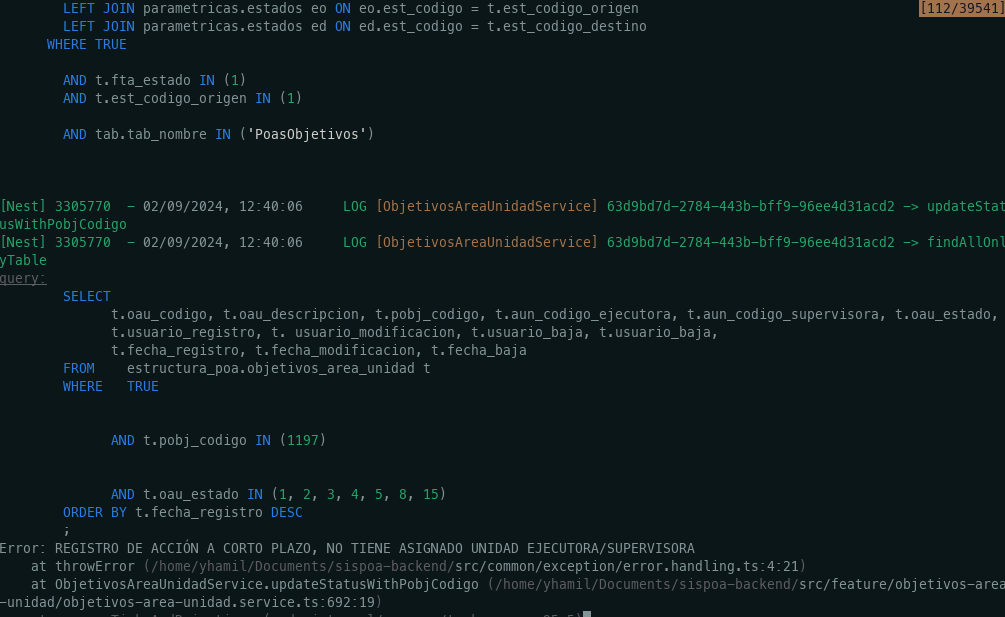 LEFT JOIN parametricas.estados eo ON eo.est_codigo = t.est_codigo_origen [112/39541]
LEFT JOIN parametricas.estados ed ON ed.est_codigo = t.est_codigo_destino
WHERE TRUE
AND t.fta_estado IN (1)
AND t.est_codigo_origen IN (1)
AND tab.tab_nombre IN ('PoasObjetivos')
[Nest] 3305770 - 02/09/2024, 12:40:06 LOG [ObjetivosAreaUnidadService] 63d9bd7d-2784-443b-bff9-96ee4d31acd2 -> updateStat
usWithPobjCodigo
[Nest] 3305770 - 02/09/2024, 12:40:06 LOG [ObjetivosAreaUnidadService] 63d9bd7d-2784-443b-bff9-96ee4d31acd2 -> findAllOnl
yTable
query:
SELECT
t.oau_codigo, t.oau_descripcion, t.pobj_codigo, t.aun_codigo_ejecutora, t.aun_codigo_supervisora, t.oau_estado,
t.usuario_registro, t. usuario_modificacion, t.usuario_baja, t.usuario_baja,
t.fecha_registro, t.fecha_modificacion, t.fecha_baja
FROM estructura_poa.objetivos_area_unidad t
WHERE TRUE
AND t.pobj_codigo IN (1197)
AND t.oau_estado IN (1, 2, 3, 4, 5, 8, 15)
ORDER BY t.fecha_registro DESC
;
Error: REGISTRO DE ACCIÓN A CORTO PLAZO, NO TIENE ASIGNADO UNIDAD EJECUTORA/SUPERVISORA
at throwError (/home/yhamil/Documents/sispoa-backend/src/common/exception/error.handling.ts:4:21)
at ObjetivosAreaUnidadService.updateStatusWithPobjCodigo (/home/yhamil/Documents/sispoa-backend/src/feature/objetivos-area
-unidad/objetivos-area-unidad.service.ts:692:19)